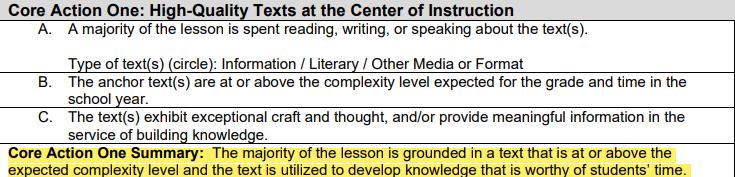 Core Action One: High-Quality Texts at the Center of Instruction
A. A majority of the lesson is spent reading, writing, or speaking about the text(s).
Type of text(s) (circle): Information / Literary / Other Media or Format
B. The anchor text(s) are at or above the complexity level expected for the grade and time in the
school year.
C. The text(s) exhibit exceptional craft and thought, and/or provide meaningful information in the
service of building knowledge.
Core Action One Summary: The majority of the lesson is grounded in a text that is at or above the
expected complexity level and the text is utilized to develop knowledge that is worthy of students' time.